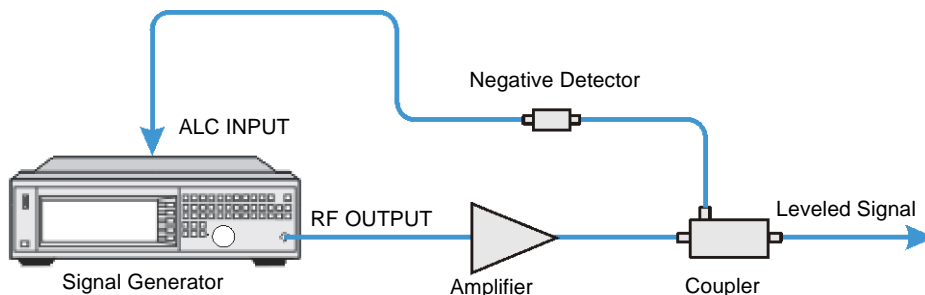 Negative Detector
ALC INPUT
RF OUTPUT
Leveled Signal
Signal Generator
Amplifier
Coupler